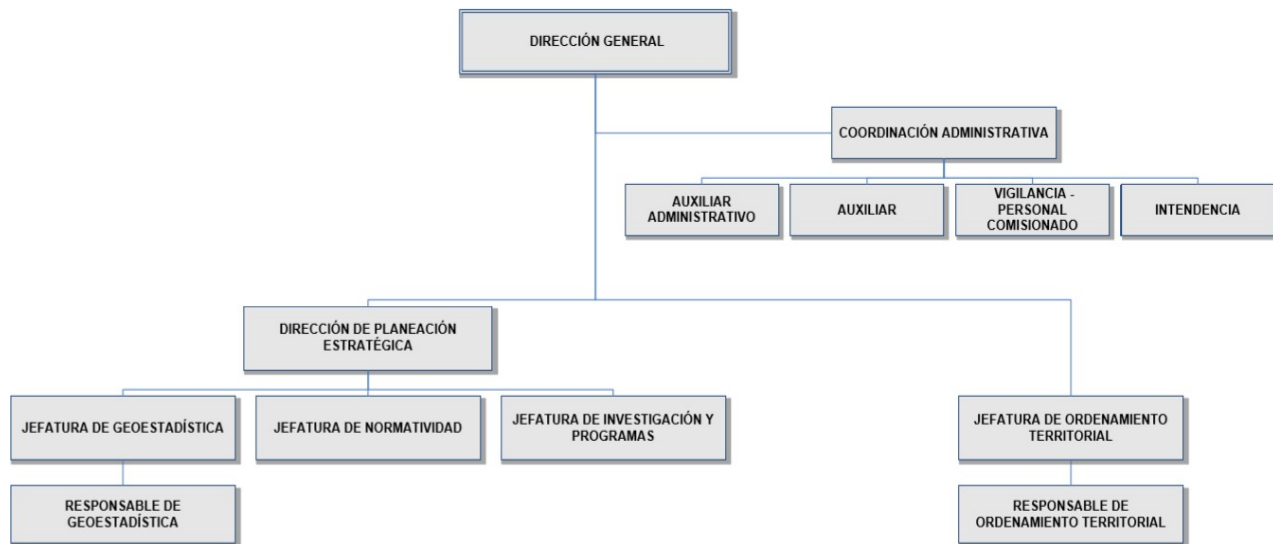 DIRECCIÓN GENERAL
COORDINACIÓN ADMINISTRATIVA
AUXILIAR
ADMINISTRATIVO
AUXILIAR
VIGILANCIA -
PERSONAL
COMISIONADO
INTENDENCIA
DIRECCIÓN DE PLANEACIÓN
ESTRATÉGICA
JEFATURA DE GEOESTADÍSTICA
JEFATURA DE NORMATIVIDAD
JEFATURA DE INVESTIGACIÓN Y
PROGRAMAS
JEFATURA DE ORDENAMIENTO
TERRITORIAL
RESPONSABLE DE
GEOESTADÍSTICA
RESPONSABLE DE
ORDENAMIENTO TERRITORIAL